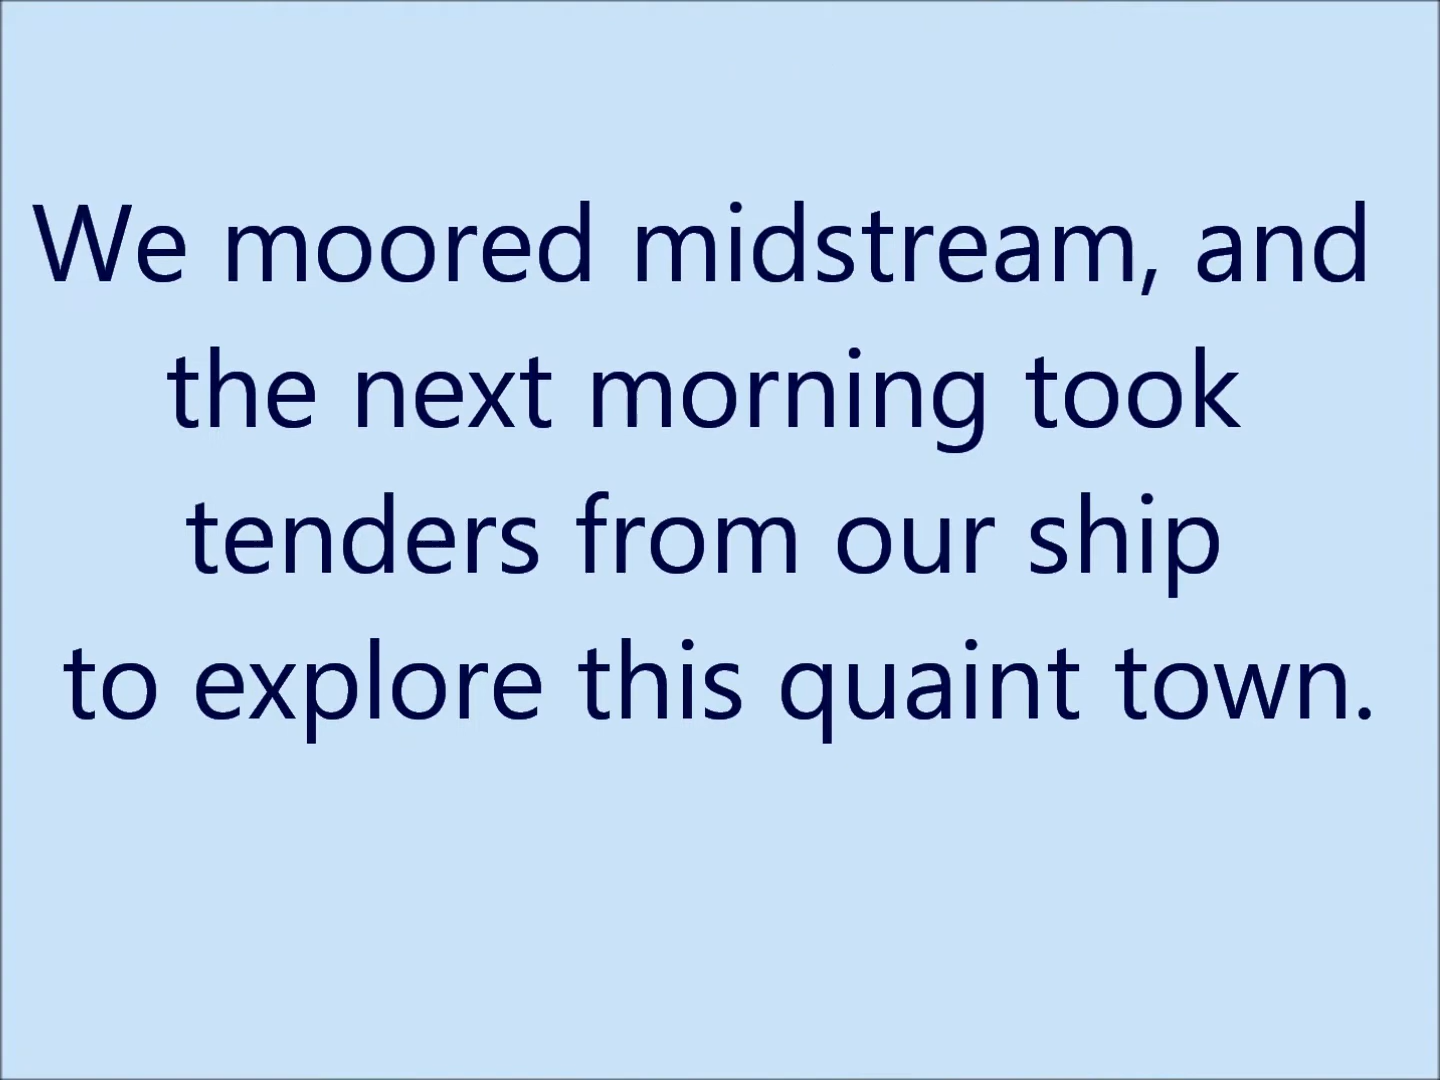 We moored midstream, and
the next morning took
tenders from our ship
to explore this quaint town.